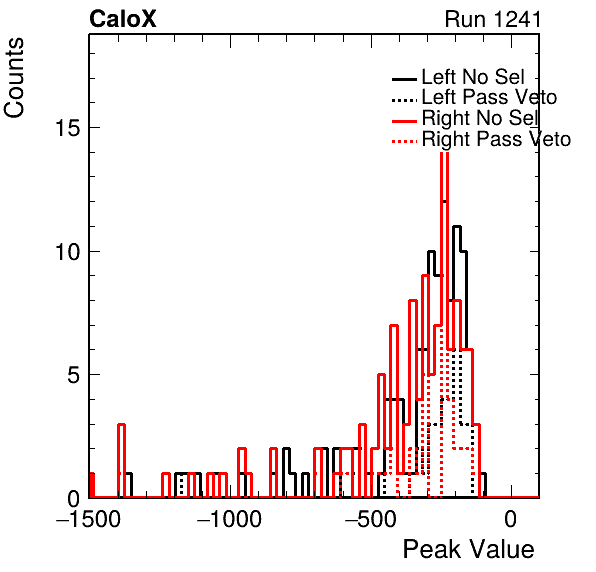 CaloX Run 1241
Counts
Left No Sel
Left Pass Veto
Right No Sel
Right Pass Veto
15
10
5
0
−1500 −1000 −500 0
Peak Value